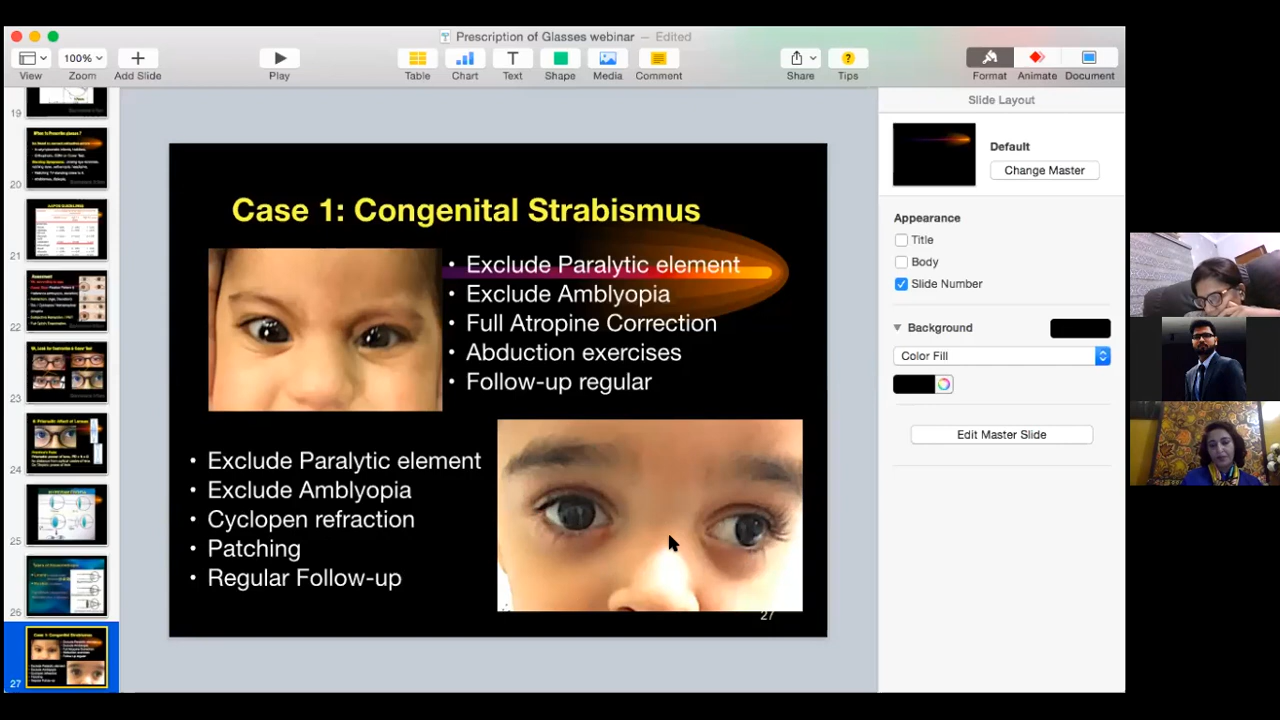 Prescription of Glasses webinar — Edited
100%
View
Zoom
Add Slide
Play
Table
Chart
Text
Shape
Media
Comment
Share
Tips
Format
Animate
Document
Slide Layout
Default
Change Master
Appearance
Title
Body
Slide Number
Background
Color Fill
Edit Master Slide
19
20
21
22
23
24
25
26
27
Case 1: Congenital Strabismus
• Exclude Paralytic element
• Exclude Amblyopia
• Full Atropine Correction
• Abduction exercises
• Follow-up regular
• Exclude Paralytic element
• Exclude Amblyopia
• Cyclopen refraction
• Patching
• Regular Follow-up
27